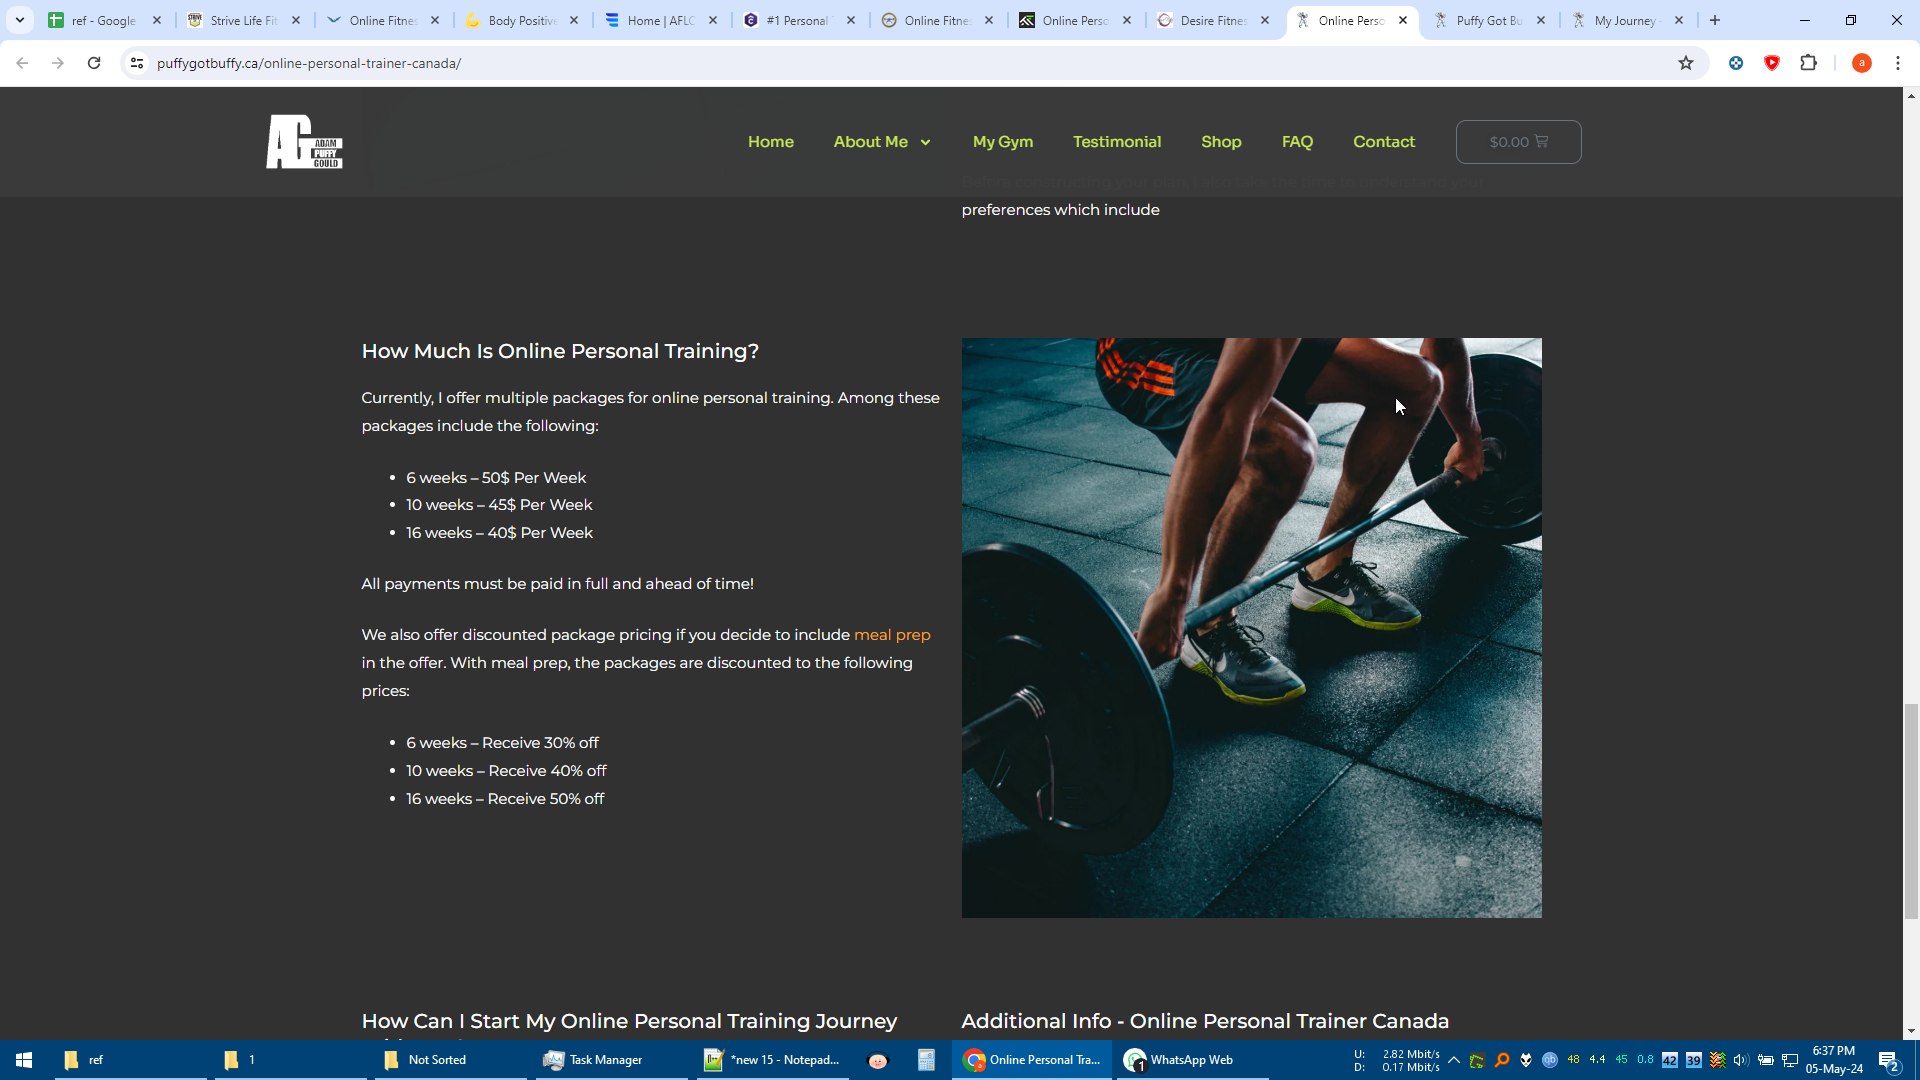 ref - Google
Strive Life Fit
Online Fitnes
Body Positive
Home | AFLC
#1 Personal T
Online Fitnes
Online Perso
Desire Fitnes
Online Perso
Puffy Got Bu
My Journey -
puffygotbuffy.ca/online-personal-trainer-canada/
a
AG
ADAM
PUFFY
GOULD
Home
About Me
My Gym
Testimonial
Shop
FAQ
Contact
$0.00
preferences which include
How Much Is Online Personal Training?
Currently, I offer multiple packages for online personal training. Among these
packages include the following:
• 6 weeks – 50$ Per Week
• 10 weeks – 45$ Per Week
• 16 weeks – 40$ Per Week
All payments must be paid in full and ahead of time!
We also offer discounted package pricing if you decide to include meal prep
in the offer. With meal prep, the packages are discounted to the following
prices:
• 6 weeks – Receive 30% off
• 10 weeks – Receive 40% off
• 16 weeks – Receive 50% off
How Can I Start My Online Personal Training Journey
Additional Info - Online Personal Trainer Canada
ref
1
Not Sorted
Task Manager
*new 15 - Notepad...
Online Personal Tra...
1
WhatsApp Web
U: 2.82 Mbit/s
D: 0.17 Mbit/s
qb
48
4.4
45
0.8
42
39
6:37 PM
05-May-24
2